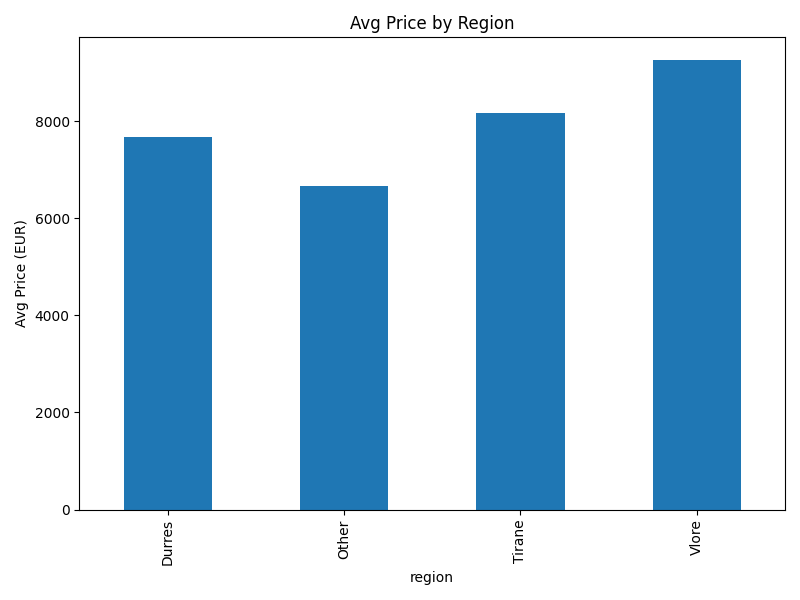 Avg Price by Region
Avg Price (EUR)
8000
6000
4000
2000
0
Durres
Other
Tirane
Vlore
region